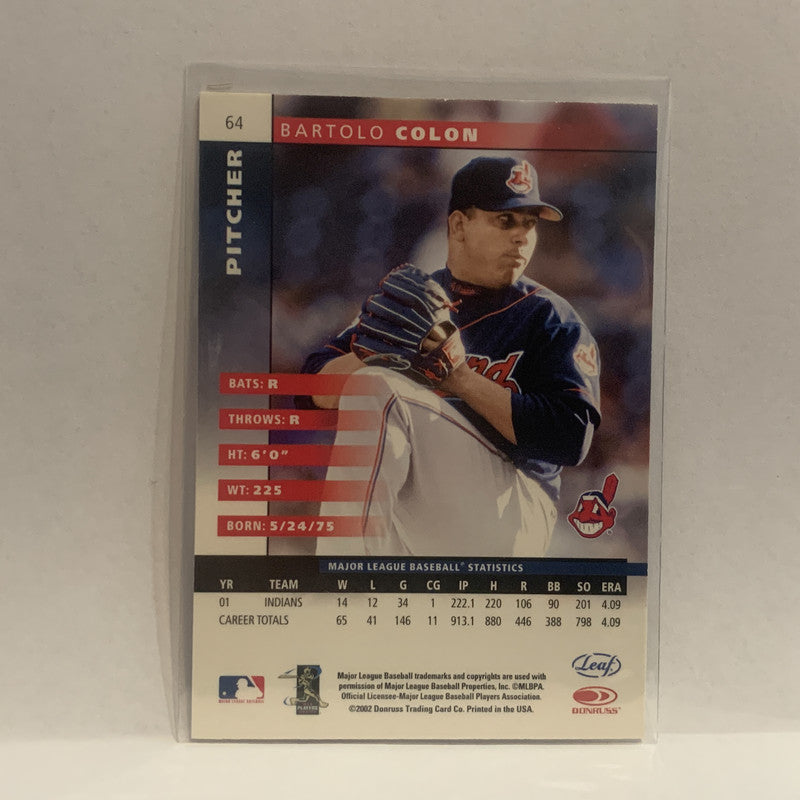 64
BARTOLO COLON
PITCHER
BATS: R
THROWS: R
HT: 6'0"
WT: 225
BORN: 5/24/75
MAJOR LEAGUE BASEBALL® STATISTICS
YR TEAM W L G CG IP H R BB SO ERA
01 INDIANS 14 12 34 1 222.1 220 106 90 201 4.09
CAREER TOTALS 65 41 146 11 913.1 880 446 388 798 4.09
Leaf
Major League Baseball trademarks and copyrights are used with
permission of Major League Baseball Properties, Inc. ©MLBPA.
Official Licensee-Major League Baseball Players Association.
©2002 Donruss Trading Card Co. Printed in the USA.
MAJOR LEAGUE BASEBALL
PLAYERS
DONRUSS